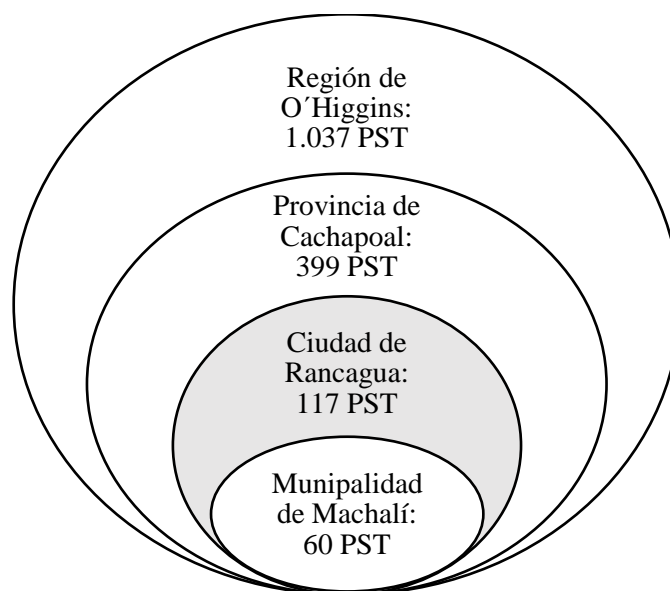 Región de
O´Higgins:
1.037 PST
Provincia de
Cachapoal:
399 PST
Ciudad de
Rancagua:
117 PST
Munipalidad
de Machalí:
60 PST